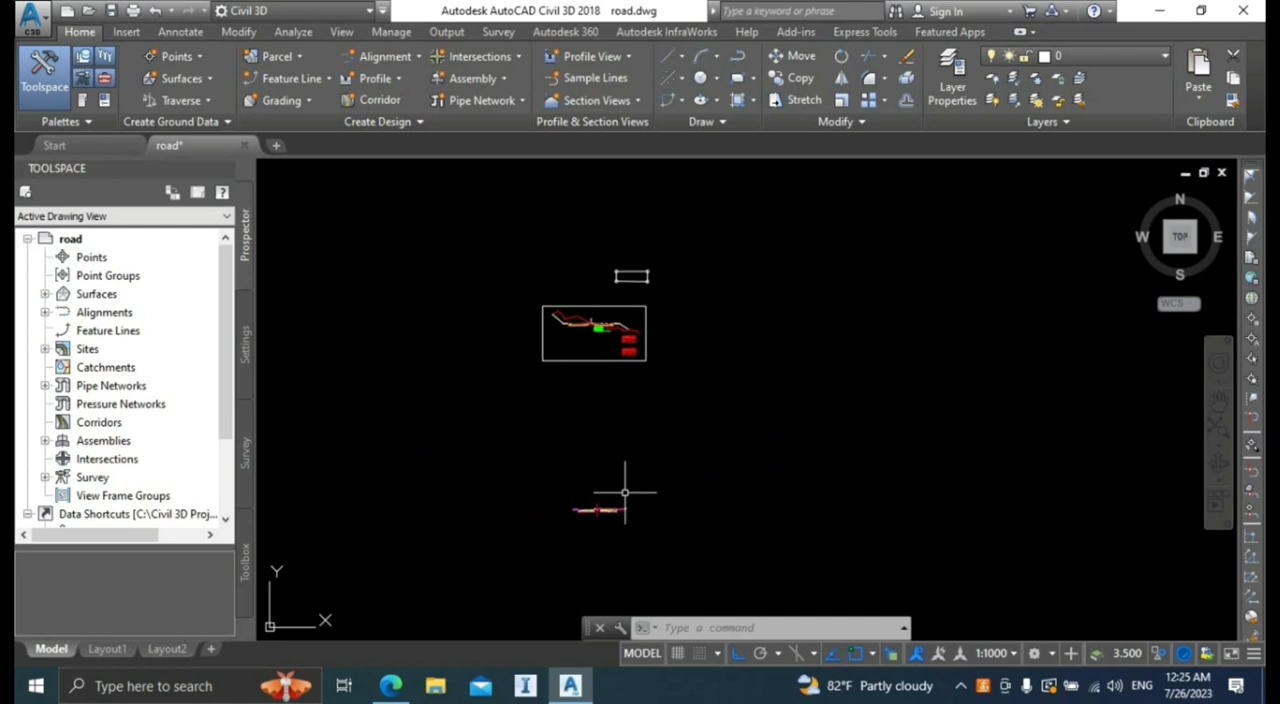 Civil 3D
Autodesk AutoCAD Civil 3D 2018 road.dwg
Type a keyword or phrase
Sign In
C3D
Home Insert Annotate Modify Analyze View Manage Output Survey Autodesk 360 Autodesk InfraWorks Help Add-ins Express Tools Featured Apps
Points Parcel Alignment Intersections Profile View Move 0
Toolspace Surfaces Feature Line Profile Assembly Sample Lines Copy Layer Properties Paste
Traverse Grading Corridor Pipe Network Section Views Stretch
Palettes Create Ground Data Create Design Profile & Section Views Draw Modify Layers Clipboard
Start road*
TOOLSPACE
Active Drawing View
road
Points
Point Groups
Surfaces
Alignments
Feature Lines
Sites
Catchments
Pipe Networks
Pressure Networks
Corridors
Assemblies
Intersections
Survey
View Frame Groups
Data Shortcuts [C:\Civil 3D Proj...
Prospector
Settings
Survey
Toolbox
N
W TOP E
S
WCS
Y
X
Type a command
Model Layout1 Layout2
MODEL 1:1000 3.500
Type here to search
82°F Partly cloudy
ENG
12:25 AM
7/26/2023